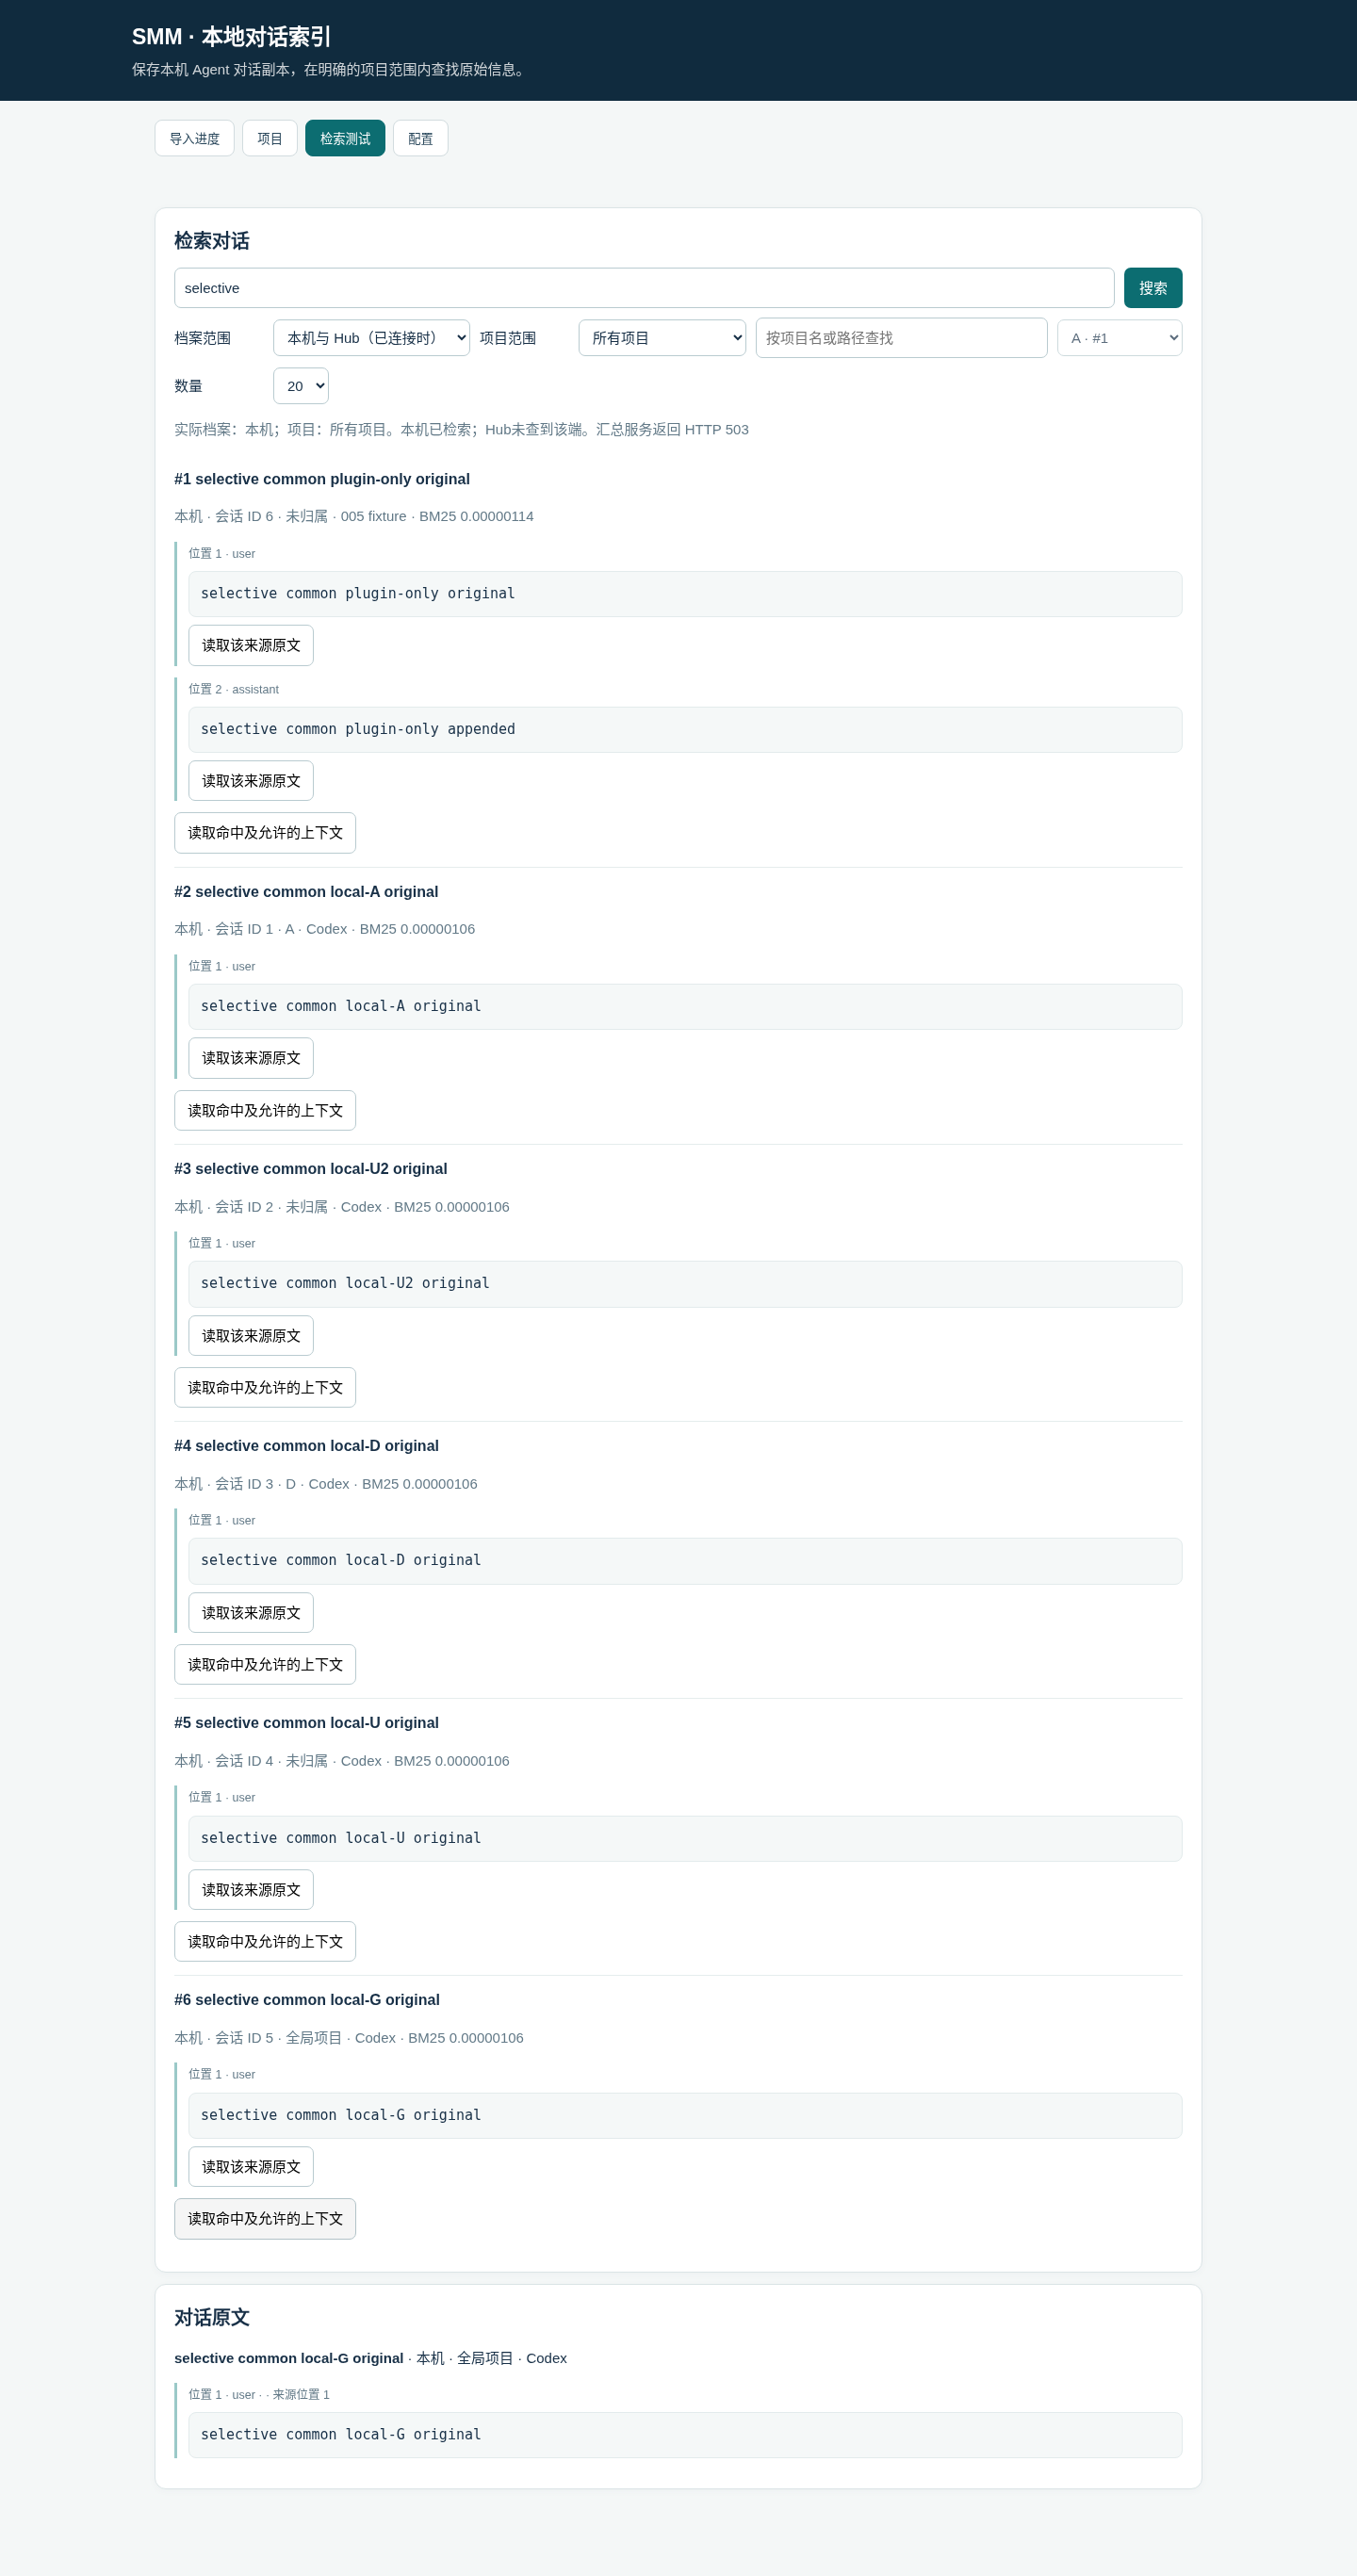 SMM · 本地对话索引
保存本机 Agent 对话副本，在明确的项目范围内查找原始信息。
导入进度 项目 检索测试 配置
检索对话
selective 搜索
档案范围 本机与 Hub（已连接时） 项目范围 所有项目 按项目名或路径查找 A · #1
数量 20
实际档案：本机；项目：所有项目。本机已检索；Hub未查到该端。汇总服务返回 HTTP 503
#1 selective common plugin-only original
本机 · 会话 ID 6 · 未归属 · 005 fixture · BM25 0.00000114
位置 1 · user
selective common plugin-only original
读取该来源原文
位置 2 · assistant
selective common plugin-only appended
读取该来源原文
读取命中及允许的上下文
#2 selective common local-A original
本机 · 会话 ID 1 · A · Codex · BM25 0.00000106
位置 1 · user
selective common local-A original
读取该来源原文
读取命中及允许的上下文
#3 selective common local-U2 original
本机 · 会话 ID 2 · 未归属 · Codex · BM25 0.00000106
位置 1 · user
selective common local-U2 original
读取该来源原文
读取命中及允许的上下文
#4 selective common local-D original
本机 · 会话 ID 3 · D · Codex · BM25 0.00000106
位置 1 · user
selective common local-D original
读取该来源原文
读取命中及允许的上下文
#5 selective common local-U original
本机 · 会话 ID 4 · 未归属 · Codex · BM25 0.00000106
位置 1 · user
selective common local-U original
读取该来源原文
读取命中及允许的上下文
#6 selective common local-G original
本机 · 会话 ID 5 · 全局项目 · Codex · BM25 0.00000106
位置 1 · user
selective common local-G original
读取该来源原文
读取命中及允许的上下文
对话原文
selective common local-G original · 本机 · 全局项目 · Codex
位置 1 · user · · 来源位置 1
selective common local-G original